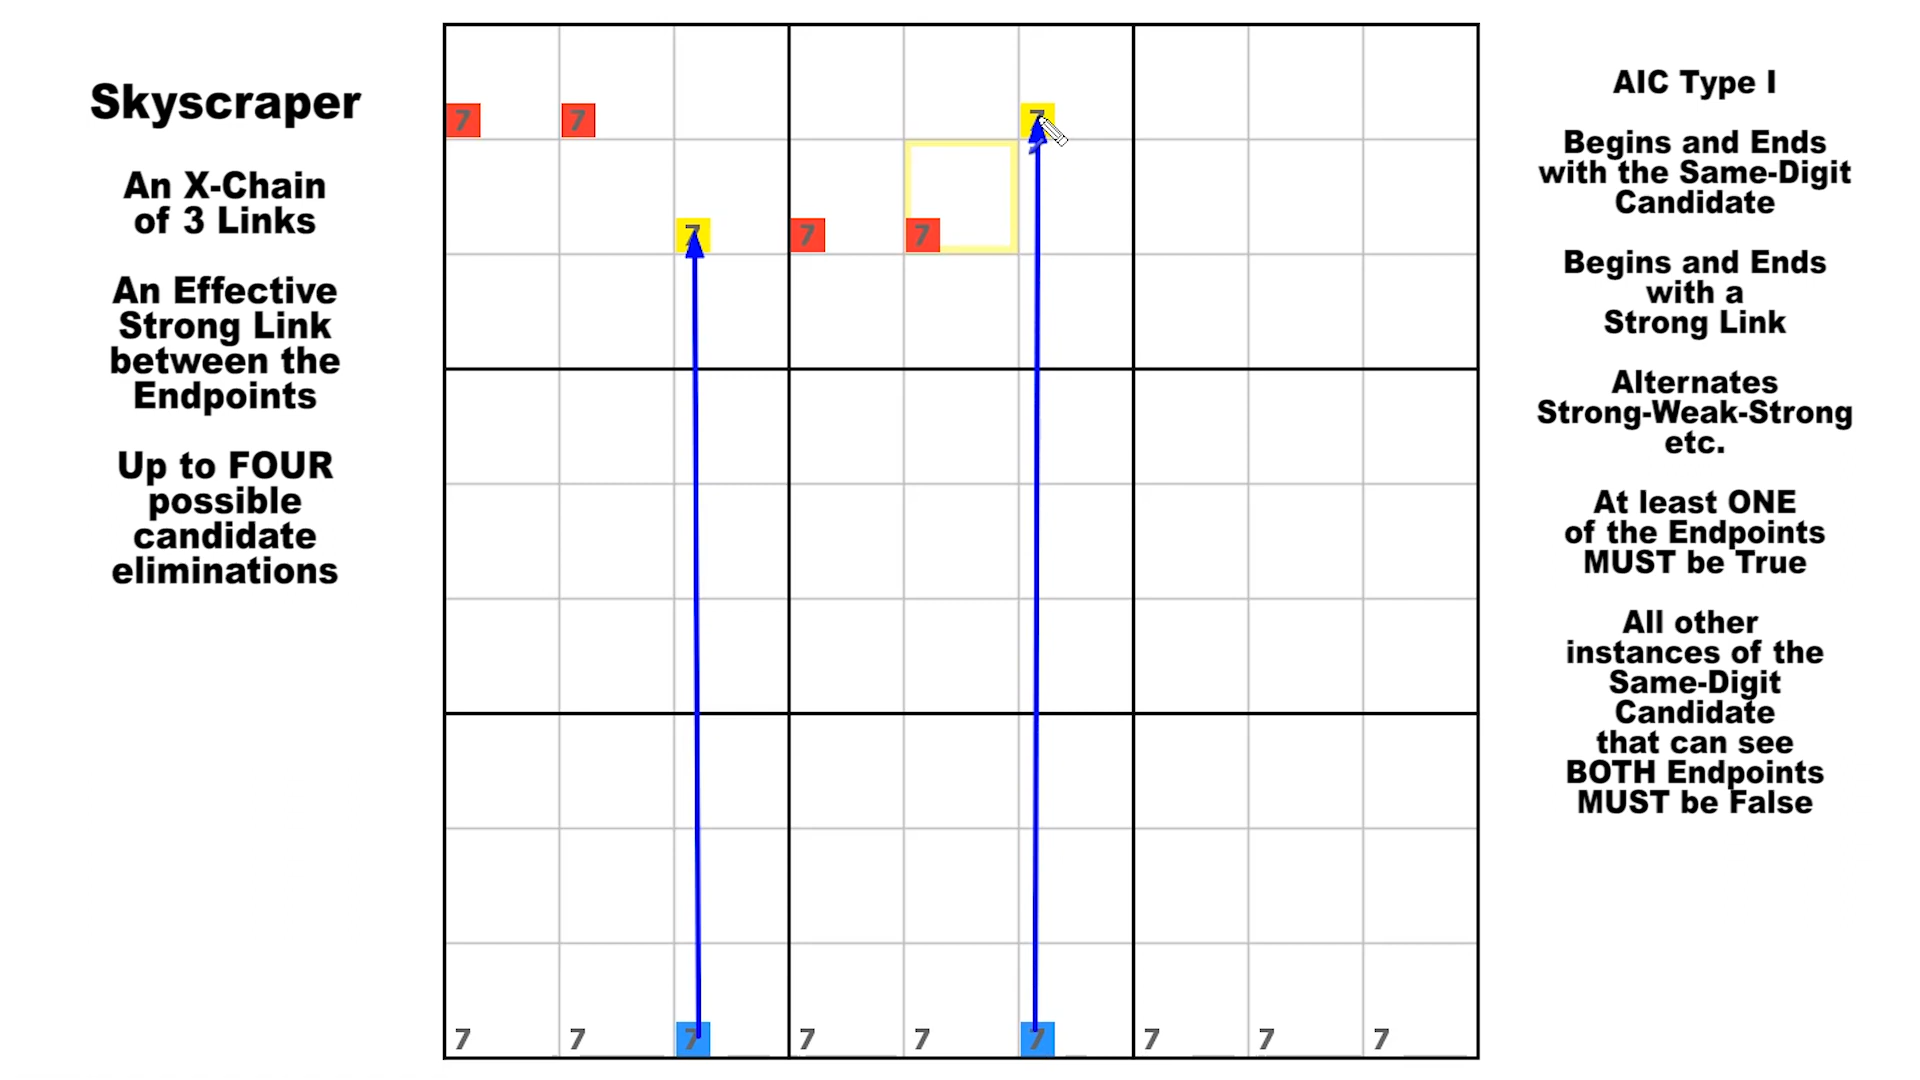 Skyscraper
An X-Chain
of 3 Links
An Effective
Strong Link
between the
Endpoints
Up to FOUR
possible
candidate
eliminations
7 7 7
7 7 7
7 7 7 7 7 7 7 7 7
AIC Type I
Begins and Ends
with the Same-Digit
Candidate
Begins and Ends
with a
Strong Link
Alternates
Strong-Weak-Strong
etc.
At least ONE
of the Endpoints
MUST be True
All other
instances of the
Same-Digit
Candidate
that can see
BOTH Endpoints
MUST be False